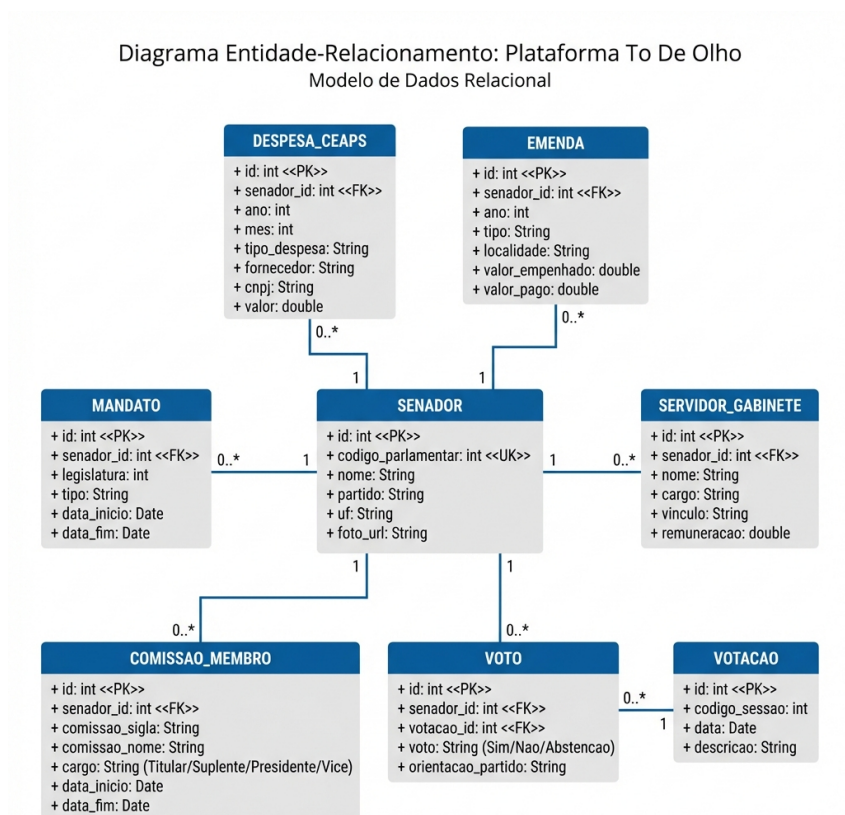 Diagrama Entidade-Relacionamento: Plataforma To De Olho
Modelo de Dados Relacional
DESPESA_CEAPS
+ id: int <<PK>>
+ senador_id: int <<FK>>
+ ano: int
+ mes: int
+ tipo_despesa: String
+ fornecedor: String
+ cnpj: String
+ valor: double
0..*
1
EMENDA
+ id: int <<PK>>
+ senador_id: int <<FK>>
+ ano: int
+ tipo: String
+ localidade: String
+ valor_empenhado: double
+ valor_pago: double
0..*
1
MANDATO
+ id: int <<PK>>
+ senador_id: int <<FK>>
+ legislatura: int
+ tipo: String
+ data_inicio: Date
+ data_fim: Date
0..*
1
SENADOR
+ id: int <<PK>>
+ codigo_parlamentar: int <<UK>>
+ nome: String
+ partido: String
+ uf: String
+ foto_url: String
1
0..*
SERVIDOR_GABINETE
+ id: int <<PK>>
+ senador_id: int <<FK>>
+ nome: String
+ cargo: String
+ vinculo: String
+ remuneracao: double
1
0..*
1
0..*
COMISSAO_MEMBRO
+ id: int <<PK>>
+ senador_id: int <<FK>>
+ comissao_sigla: String
+ comissao_nome: String
+ cargo: String (Titular/Suplente/Presidente/Vice)
+ data_inicio: Date
+ data_fim: Date
VOTO
+ id: int <<PK>>
+ senador_id: int <<FK>>
+ votacao_id: int <<FK>>
+ voto: String (Sim/Nao/Abstencao)
+ orientacao_partido: String
0..*
1
VOTACAO
+ id: int <<PK>>
+ codigo_sessao: int
+ data: Date
+ descricao: String